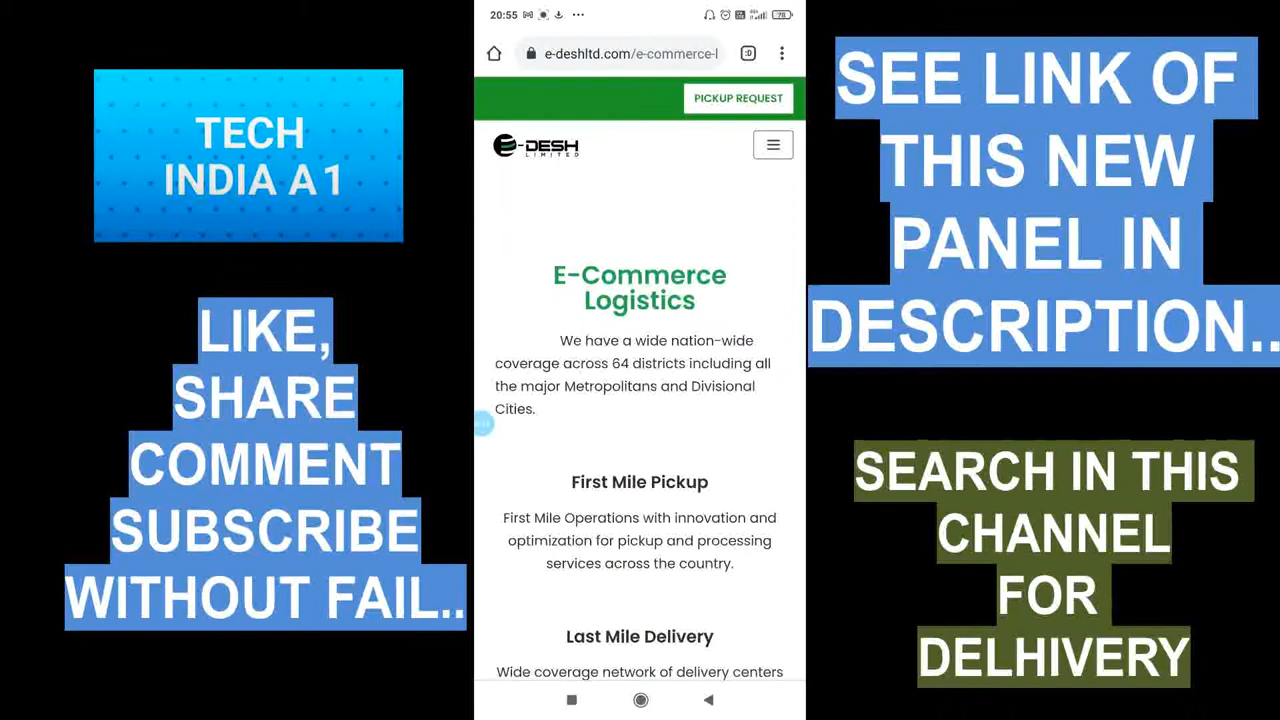 TECH
INDIA A1
LIKE,
SHARE
COMMENT
SUBSCRIBE
WITHOUT FAIL..
20:55
78
e-deshltd.com/e-commerce-l
:D
PICKUP REQUEST
E-DESH
LIMITED
E-Commerce
Logistics
We have a wide nation-wide
coverage across 64 districts including all
the major Metropolitans and Divisional
Cities.
First Mile Pickup
First Mile Operations with innovation and
optimization for pickup and processing
services across the country.
Last Mile Delivery
Wide coverage network of delivery centers
SEE LINK OF
THIS NEW
PANEL IN
DESCRIPTION..
SEARCH IN THIS
CHANNEL
FOR
DELHIVERY